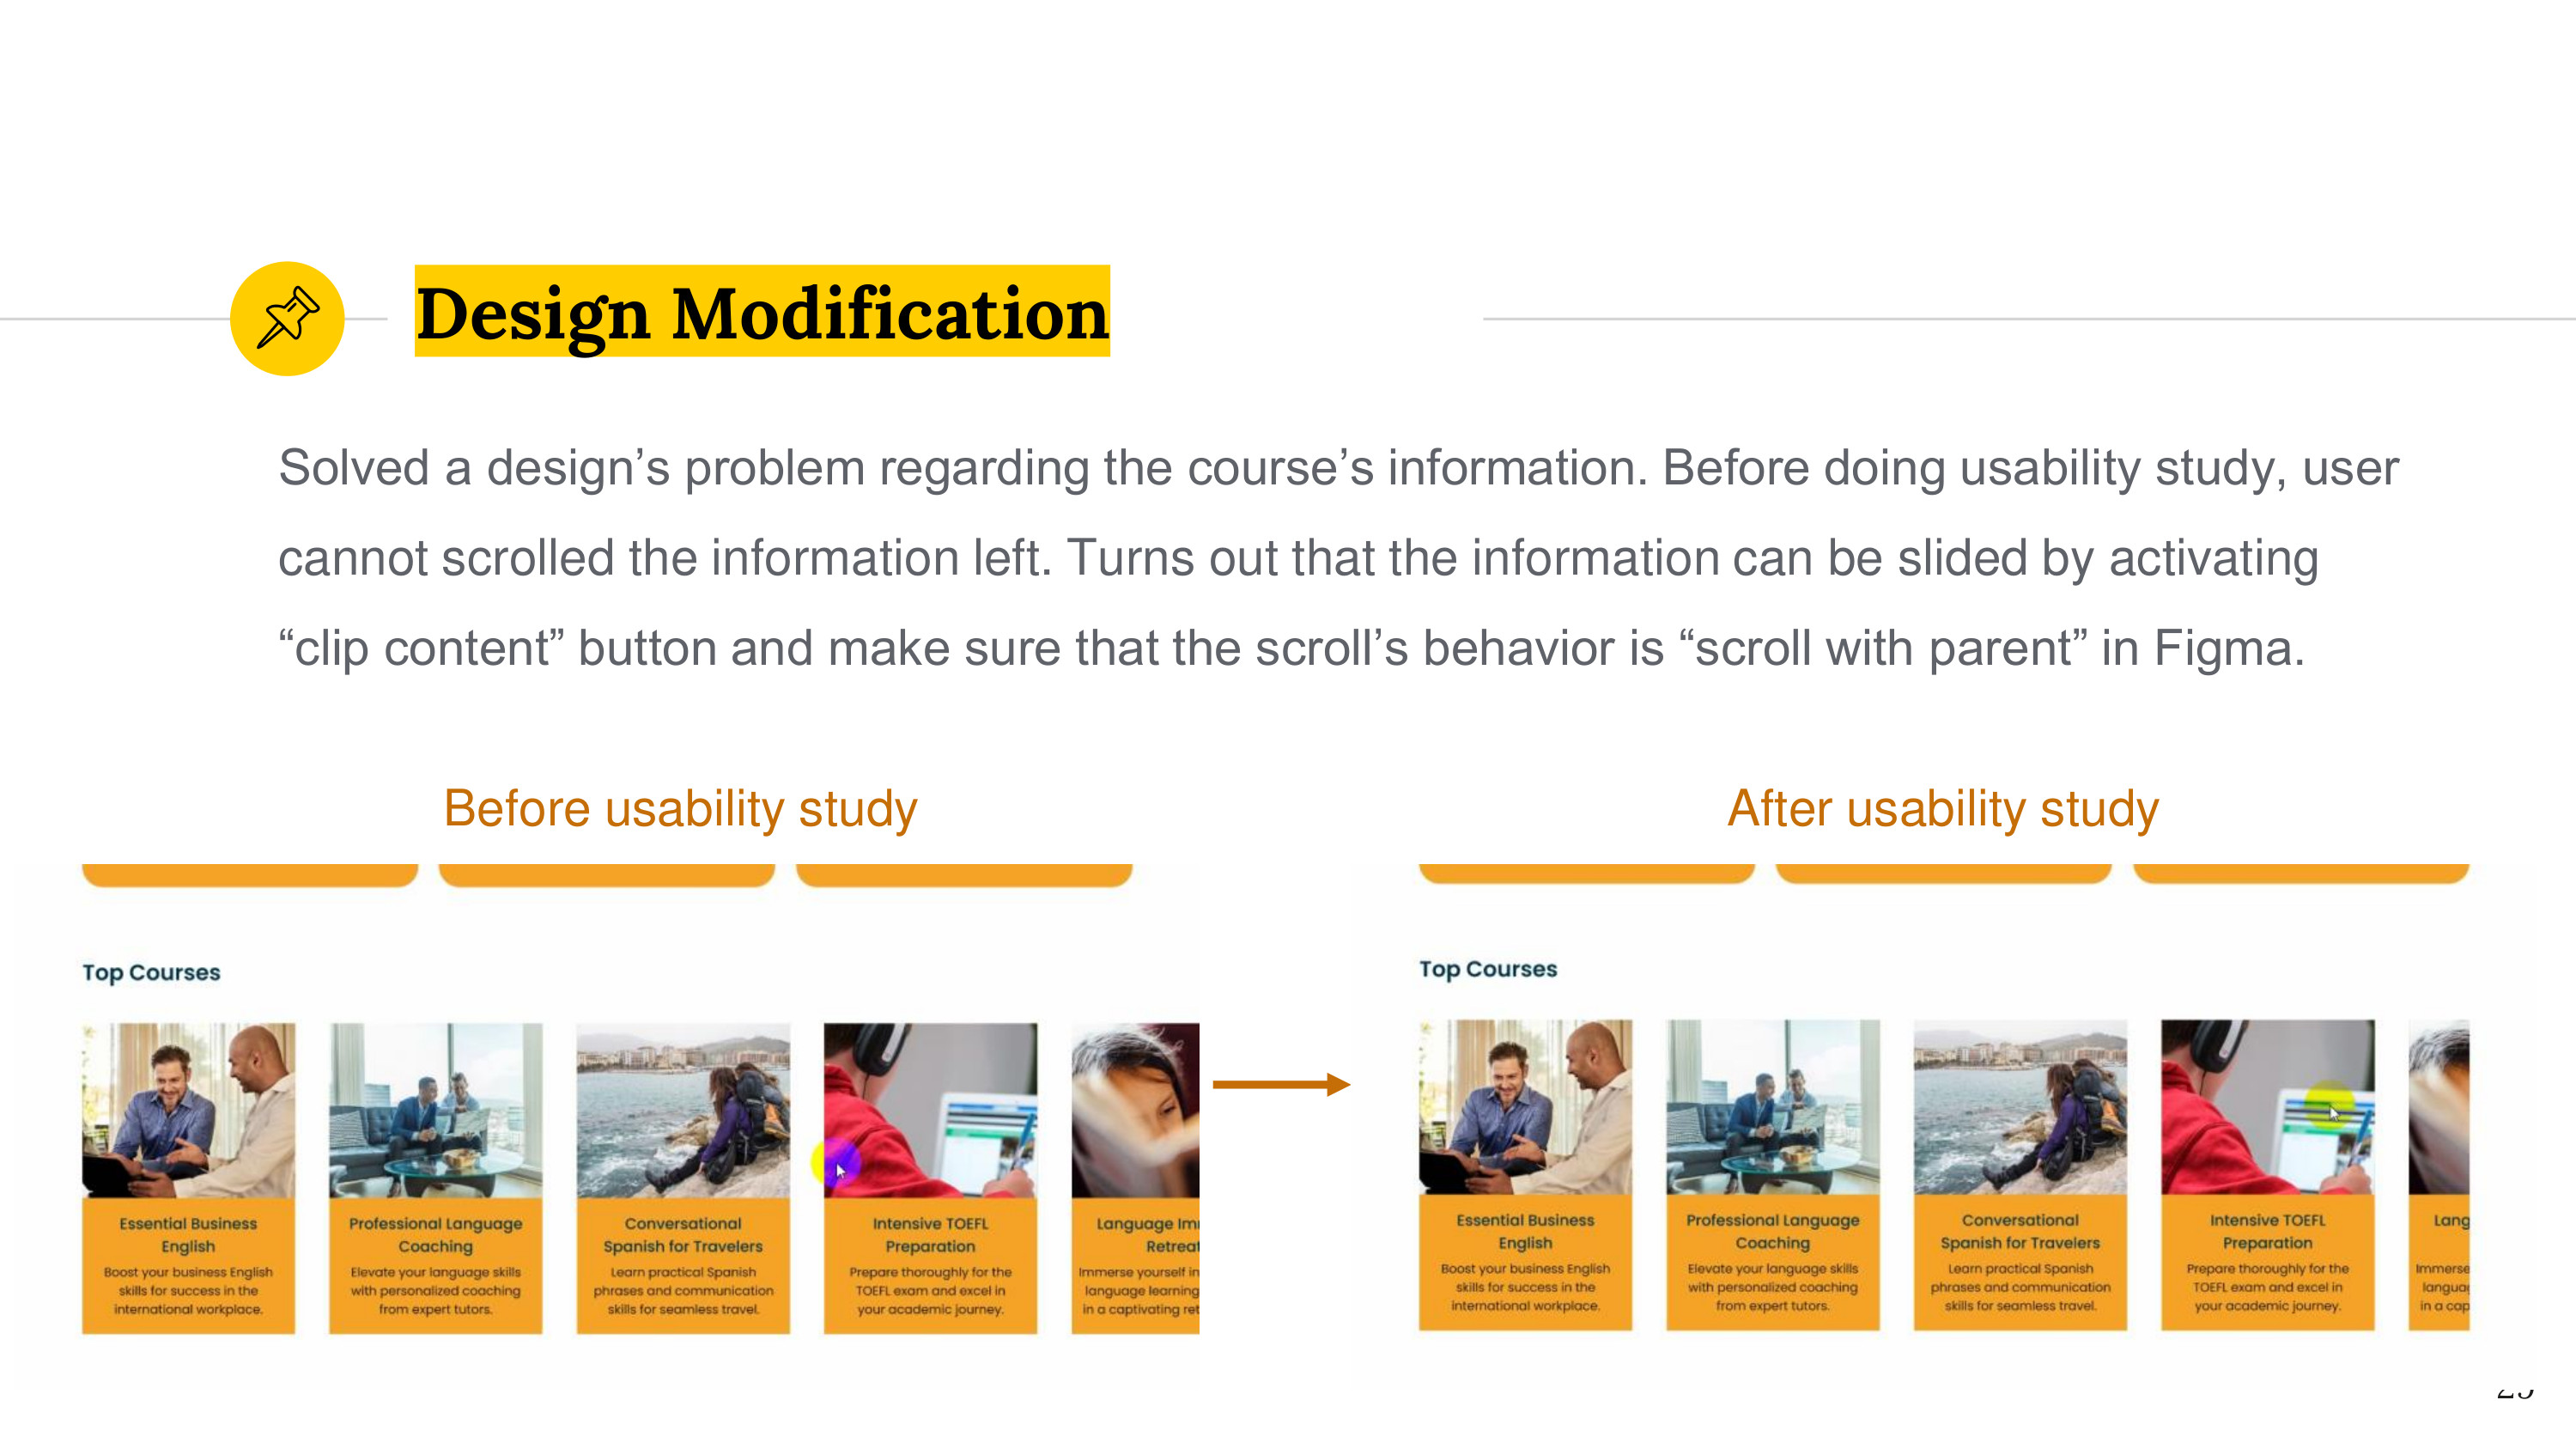 Design Modification
Solved a design’s problem regarding the course’s information. Before doing usability study, user
cannot scrolled the information left. Turns out that the information can be slided by activating
“clip content” button and make sure that the scroll’s behavior is “scroll with parent” in Figma.
Before usability study
After usability study
Top Courses
Essential Business
English
Boost your business English
skills for success in the
international workplace.
Professional Language
Coaching
Elevate your language skills
with personalized coaching
from expert tutors.
Conversational
Spanish for Travelers
Learn practical Spanish
phrases and communication
skills for seamless travel.
Intensive TOEFL
Preparation
Prepare thoroughly for the
TOEFL exam and excel in
your academic journey.
Language Im
Retreat
Immerse yourself in
language learning
in a captivating ret
Top Courses
Essential Business
English
Boost your business English
skills for success in the
international workplace.
Professional Language
Coaching
Elevate your language skills
with personalized coaching
from expert tutors.
Conversational
Spanish for Travelers
Learn practical Spanish
phrases and communication
skills for seamless travel.
Intensive TOEFL
Preparation
Prepare thoroughly for the
TOEFL exam and excel in
your academic journey.
Lang
Immerse
languag
in a cap